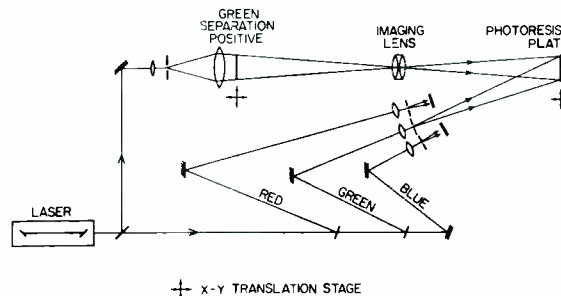 GREEN
SEPARATION
POSITIVE
IMAGING
LENS
PHOTORESIS
PLAT
RED
GREEN
BLUE
LASER
X-Y TRANSLATION STAGE